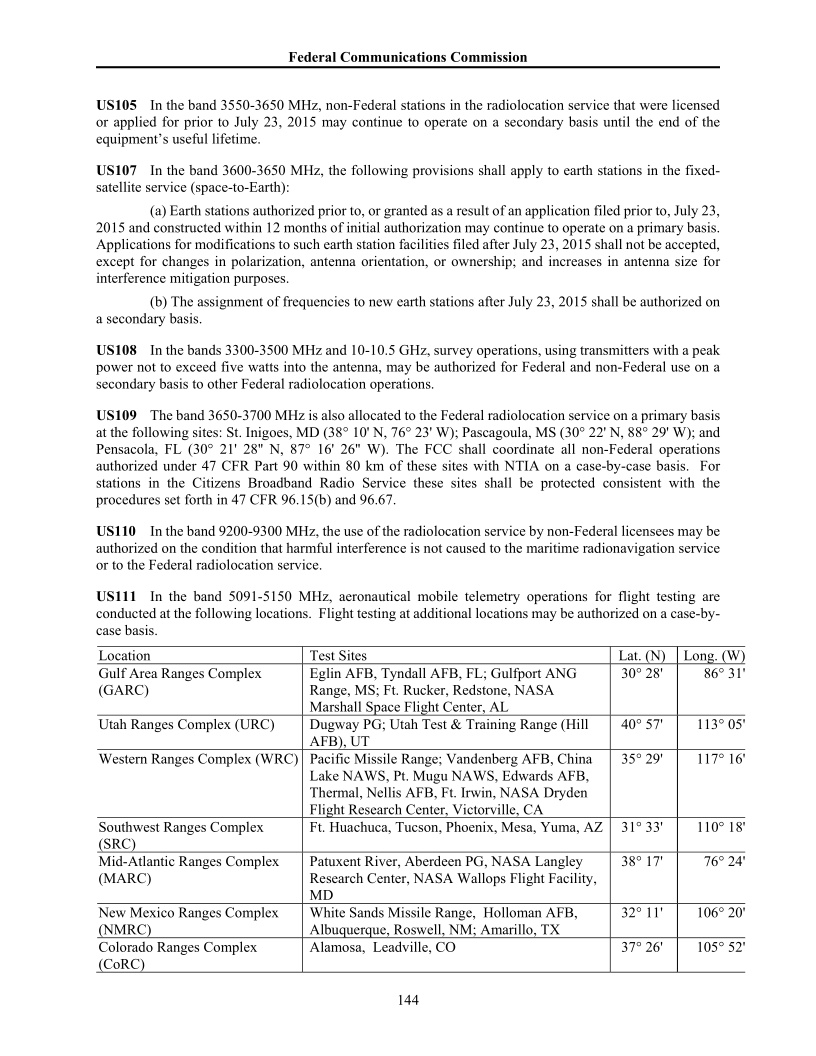 Federal Communications Commission
US105 In the band 3550-3650 MHz, non-Federal stations in the radiolocation service that were licensed
or applied for prior to July 23, 2015 may continue to operate on a secondary basis until the end of the
equipment’s useful lifetime.
US107 In the band 3600-3650 MHz, the following provisions shall apply to earth stations in the fixed-
satellite service (space-to-Earth):
(a) Earth stations authorized prior to, or granted as a result of an application filed prior to, July 23,
2015 and constructed within 12 months of initial authorization may continue to operate on a primary basis.
Applications for modifications to such earth station facilities filed after July 23, 2015 shall not be accepted,
except for changes in polarization, antenna orientation, or ownership; and increases in antenna size for
interference mitigation purposes.
(b) The assignment of frequencies to new earth stations after July 23, 2015 shall be authorized on
a secondary basis.
US108 In the bands 3300-3500 MHz and 10-10.5 GHz, survey operations, using transmitters with a peak
power not to exceed five watts into the antenna, may be authorized for Federal and non-Federal use on a
secondary basis to other Federal radiolocation operations.
US109 The band 3650-3700 MHz is also allocated to the Federal radiolocation service on a primary basis
at the following sites: St. Inigoes, MD (38° 10' N, 76° 23' W); Pascagoula, MS (30° 22' N, 88° 29' W); and
Pensacola, FL (30° 21' 28" N, 87° 16' 26" W). The FCC shall coordinate all non-Federal operations
authorized under 47 CFR Part 90 within 80 km of these sites with NTIA on a case-by-case basis. For
stations in the Citizens Broadband Radio Service these sites shall be protected consistent with the
procedures set forth in 47 CFR 96.15(b) and 96.67.
US110 In the band 9200-9300 MHz, the use of the radiolocation service by non-Federal licensees may be
authorized on the condition that harmful interference is not caused to the maritime radionavigation service
or to the Federal radiolocation service.
US111 In the band 5091-5150 MHz, aeronautical mobile telemetry operations for flight testing are
conducted at the following locations. Flight testing at additional locations may be authorized on a case-by-
case basis.
Location Test Sites Lat. (N) Long. (W)
Gulf Area Ranges Complex Eglin AFB, Tyndall AFB, FL; Gulfport ANG 30° 28' 86° 31'
(GARC) Range, MS; Ft. Rucker, Redstone, NASA
Marshall Space Flight Center, AL
Utah Ranges Complex (URC) Dugway PG; Utah Test & Training Range (Hill 40° 57' 113° 05'
AFB), UT
Western Ranges Complex (WRC) Pacific Missile Range; Vandenberg AFB, China 35° 29' 117° 16'
Lake NAWS, Pt. Mugu NAWS, Edwards AFB,
Thermal, Nellis AFB, Ft. Irwin, NASA Dryden
Flight Research Center, Victorville, CA
Southwest Ranges Complex Ft. Huachuca, Tucson, Phoenix, Mesa, Yuma, AZ 31° 33' 110° 18'
(SRC)
Mid-Atlantic Ranges Complex Patuxent River, Aberdeen PG, NASA Langley 38° 17' 76° 24'
(MARC) Research Center, NASA Wallops Flight Facility,
MD
New Mexico Ranges Complex White Sands Missile Range, Holloman AFB, 32° 11' 106° 20'
(NMRC) Albuquerque, Roswell, NM; Amarillo, TX
Colorado Ranges Complex Alamosa, Leadville, CO 37° 26' 105° 52'
(CoRC)
144